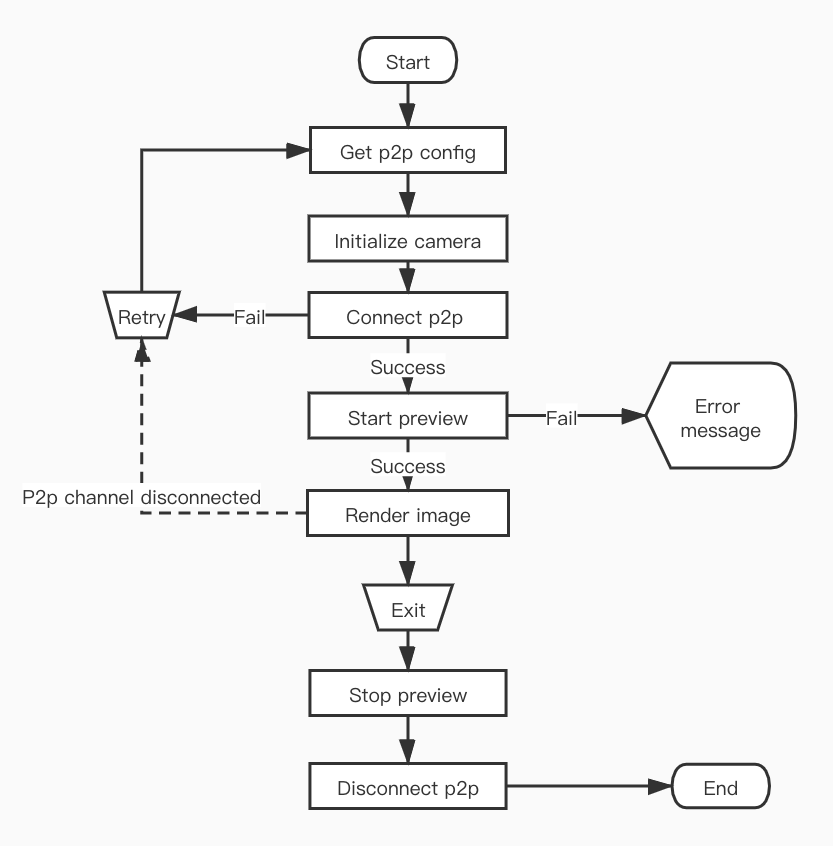 Start
Get p2p config
Initialize camera
Retry
Fail
Connect p2p
Success
Start preview
Fail
Error
message
Success
P2p channel disconnected
Render image
Exit
Stop preview
Disconnect p2p
End